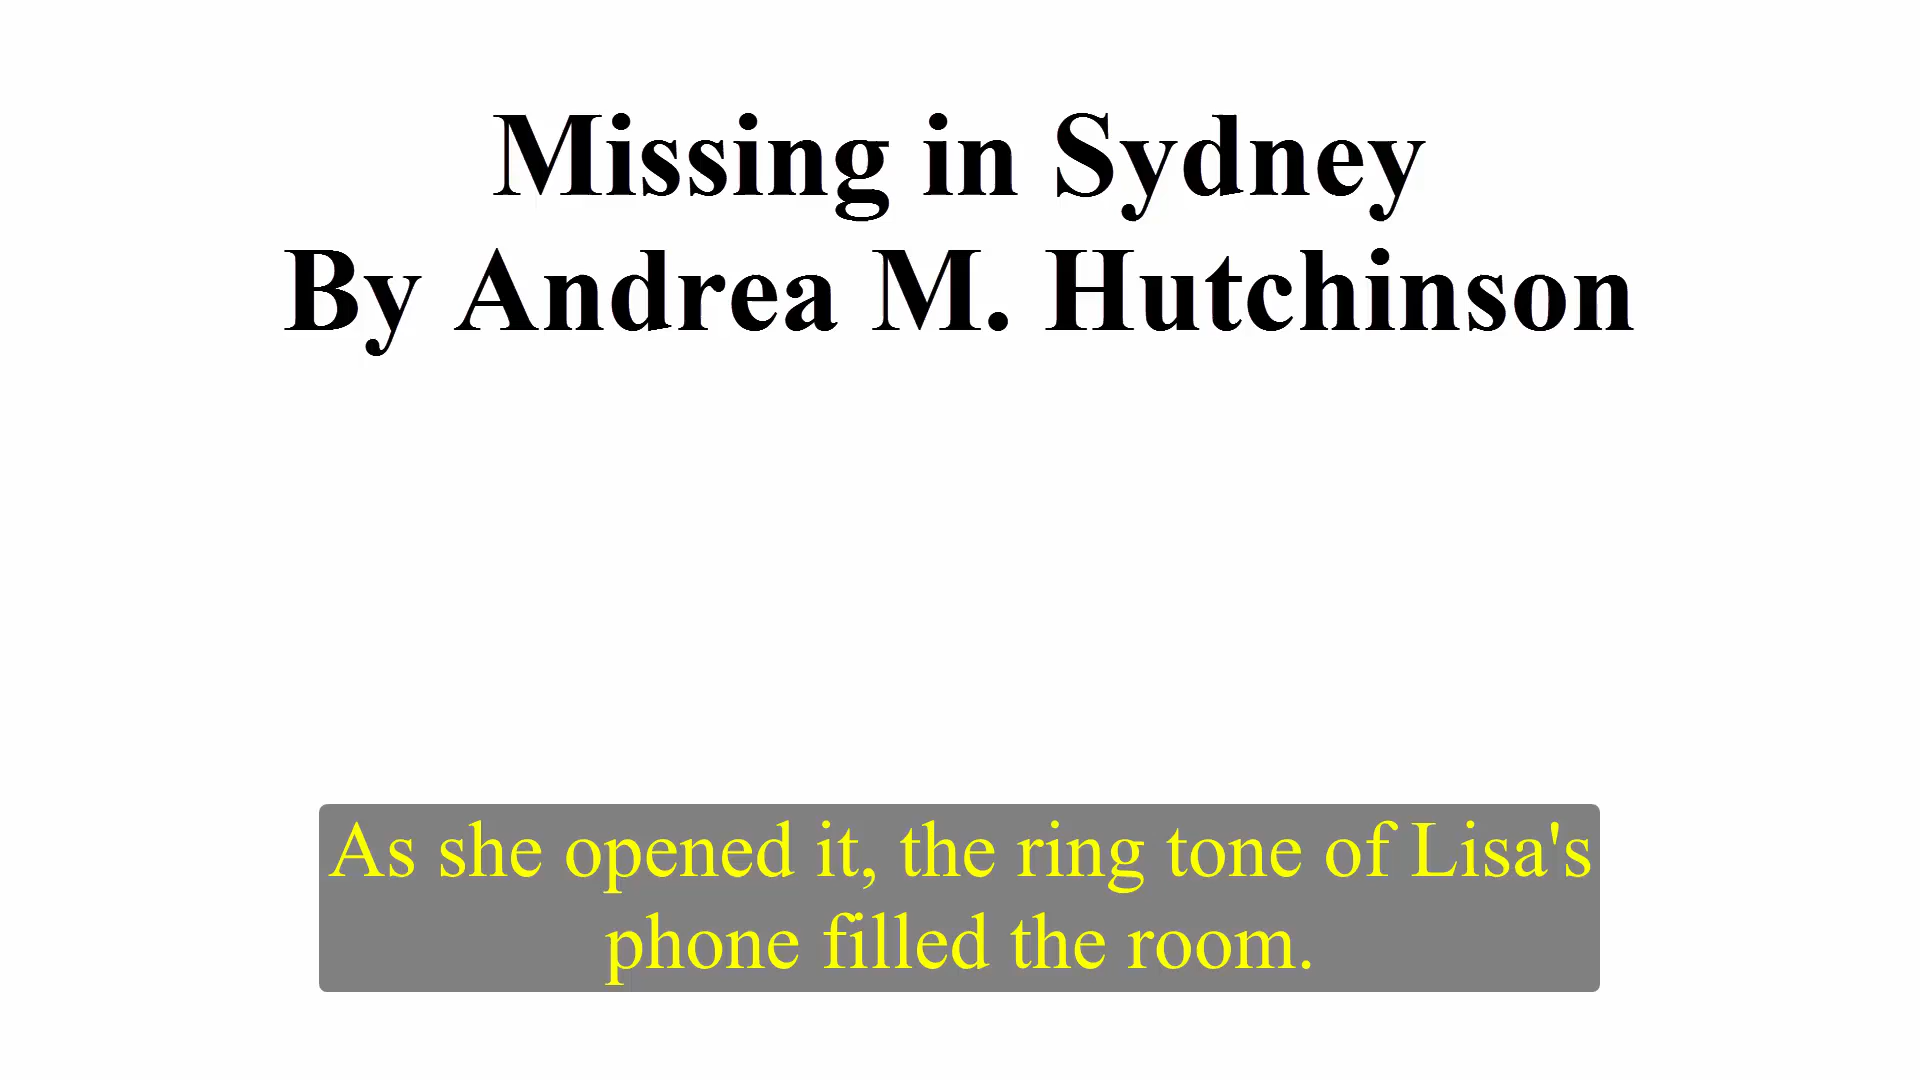 Missing in Sydney
By Andrea M. Hutchinson
As she opened it, the ring tone of Lisa's
phone filled the room.